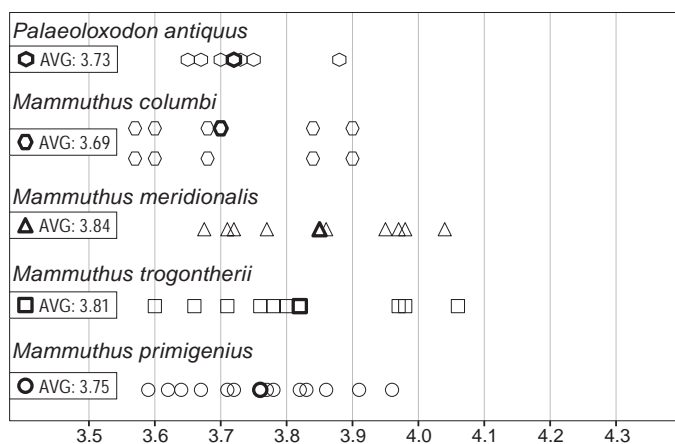 Palaeoloxodon antiquus
AVG: 3.73
Mammuthus columbi
AVG: 3.69
Mammuthus meridionalis
AVG: 3.84
Mammuthus trogontherii
AVG: 3.81
Mammuthus primigenius
AVG: 3.75
3.5 3.6 3.7 3.8 3.9 4.0 4.1 4.2 4.3